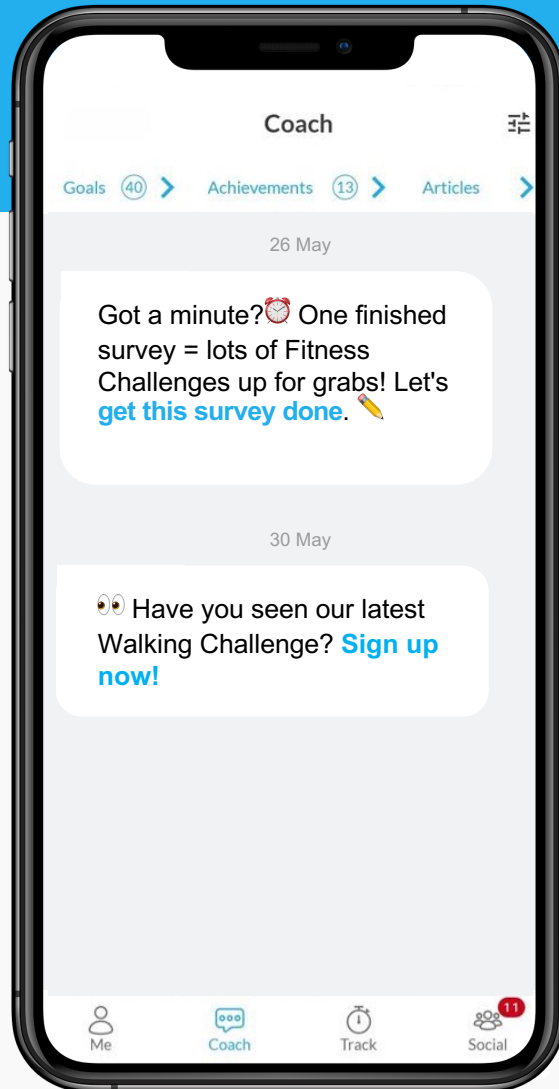 Coach
Goals 40 Achievements 13 Articles
26 May
Got a minute?⏰ One finished
survey = lots of Fitness
Challenges up for grabs! Let's
get this survey done. ✏️
30 May
👀 Have you seen our latest
Walking Challenge? Sign up
now!
11
Me Coach Track Social